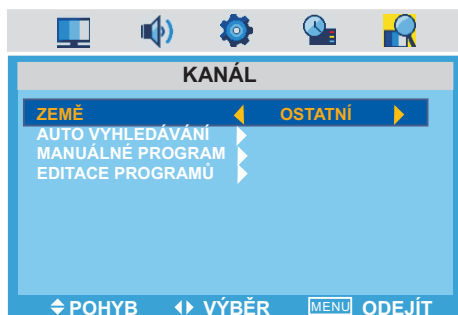 KANÁL
ZEMĚ OSTATNÍ
AUTO VYHLEDÁVÁNÍ
MANUÁLNÉ PROGRAM
EDITACE PROGRAMŮ
POHYB VÝBĚR MENU ODEJÍT